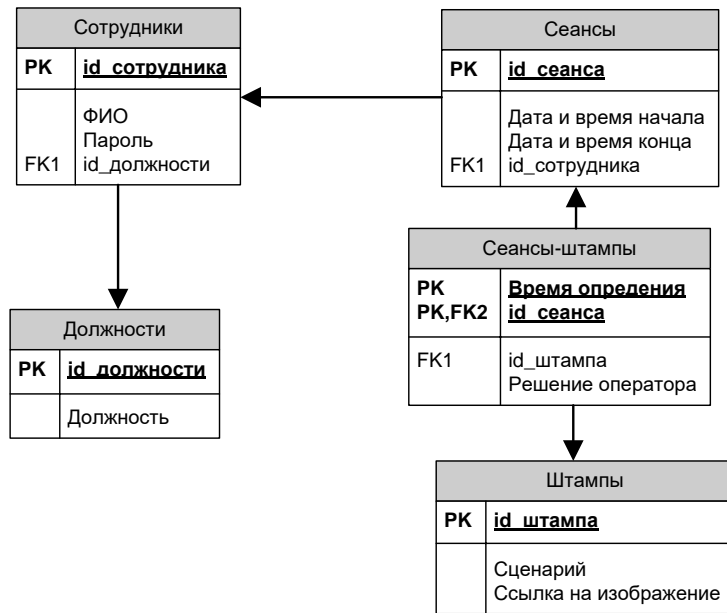 Сотрудники
PK id_сотрудника
ФИО
Пароль
FK1 id_должности
Сеансы
PK id_сеанса
Дата и время начала
Дата и время конца
FK1 id_сотрудника
Сеансы-штампы
PK Время опредения
PK,FK2 id_сеанса
FK1 id_штампа
Решение оператора
Должности
PK id_должности
Должность
Штампы
PK id_штампа
Сценарий
Ссылка на изображение